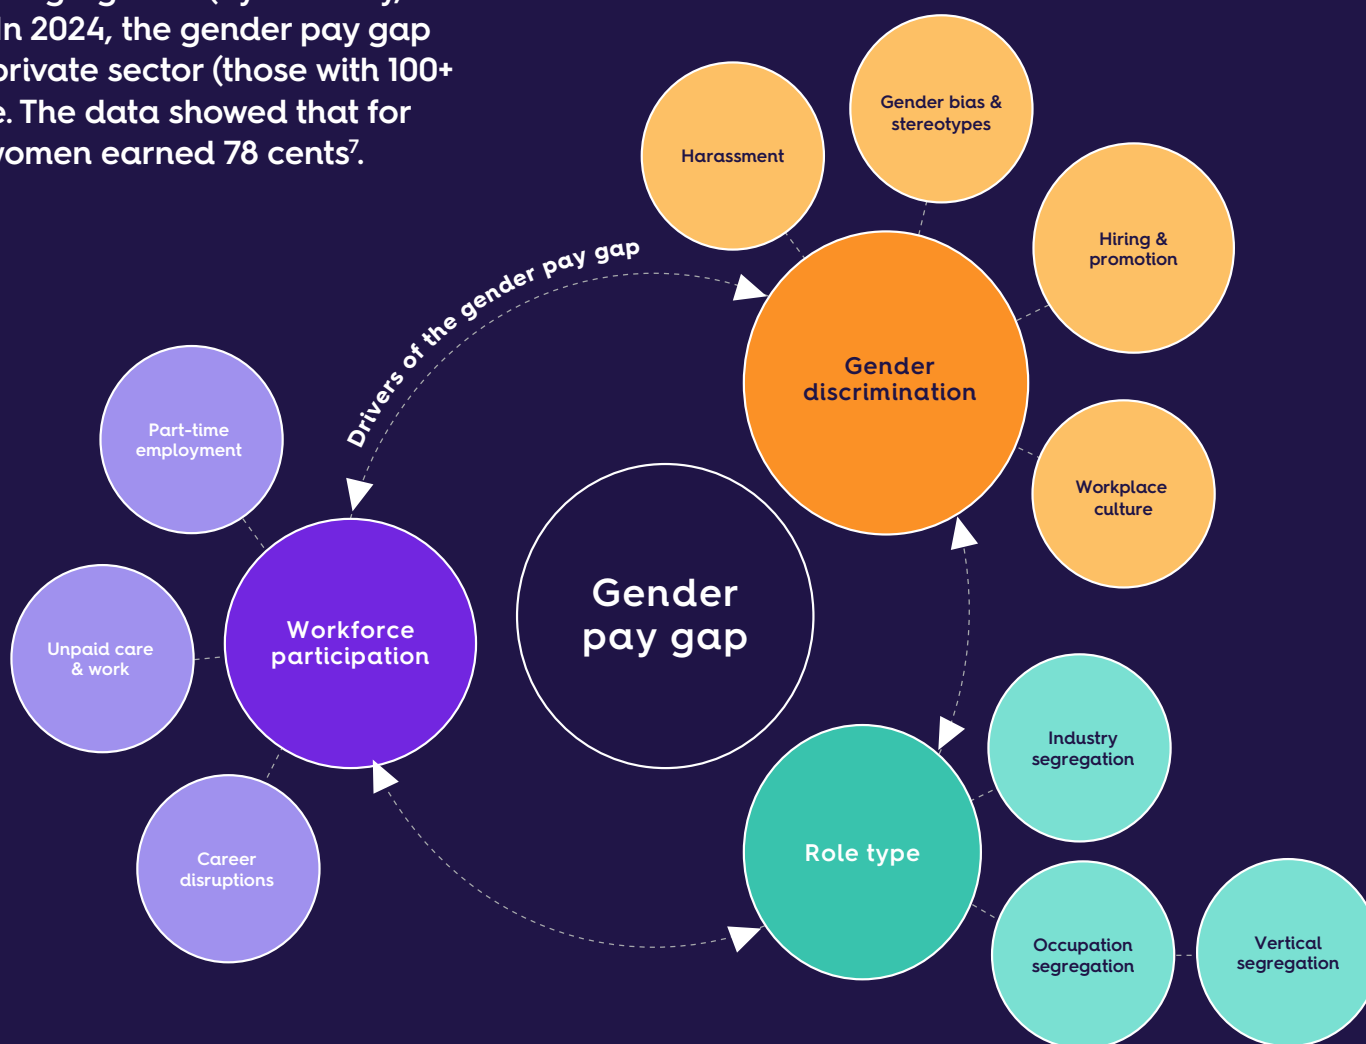 In 2024, the gender pay gap
private sector (those with 100+
e. The data showed that for
women earned 78 cents⁷.
Harassment
Gender bias &
stereotypes
Hiring &
promotion
Drivers of the gender pay gap
Gender
discrimination
Workplace
culture
Part-time
employment
Unpaid care
& work
Workforce
participation
Career
disruptions
Gender
pay gap
Industry
segregation
Role type
Occupation
segregation
Vertical
segregation